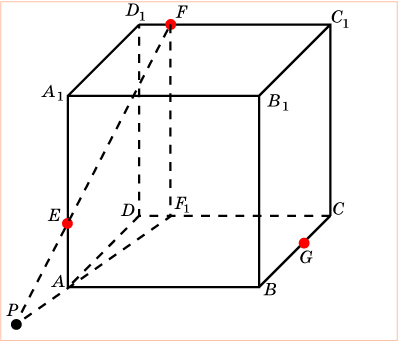 D₁ F C₁
A₁ B₁
E D F₁ C
G
A B
P